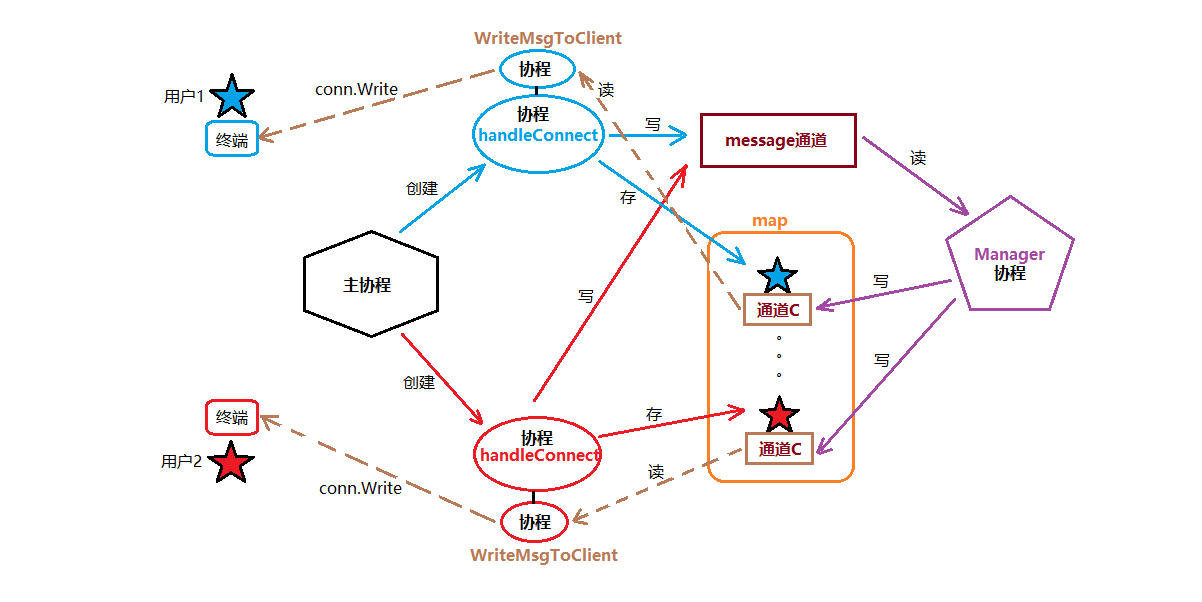 WriteMsgToClient
协程
conn.Write
读
用户1
终端
协程
handleConnect
写
message通道
读
创建
存
map
Manager
协程
主协程
通道C
写
写
写
创建
终端
用户2
存
协程
handleConnect
通道C
读
conn.Write
协程
WriteMsgToClient